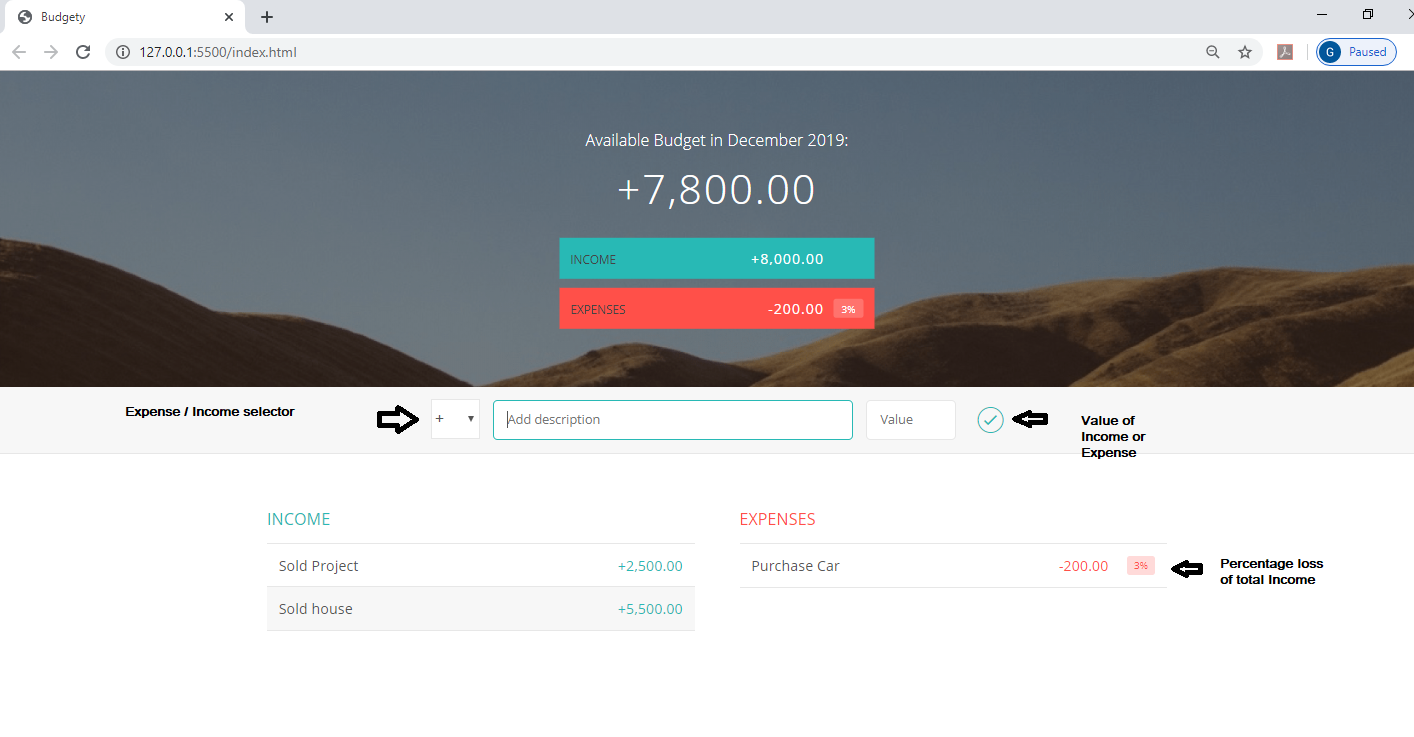 Budgety
127.0.0.1:5500/index.html
G Paused
Available Budget in December 2019:
+7,800.00
INCOME +8,000.00
EXPENSES -200.00 3%
Expense / Income selector
+ Add description Value
Value of
Income or
Expense
INCOME
Sold Project +2,500.00
Sold house +5,500.00
EXPENSES
Purchase Car -200.00 3%
Percentage loss
of total Income